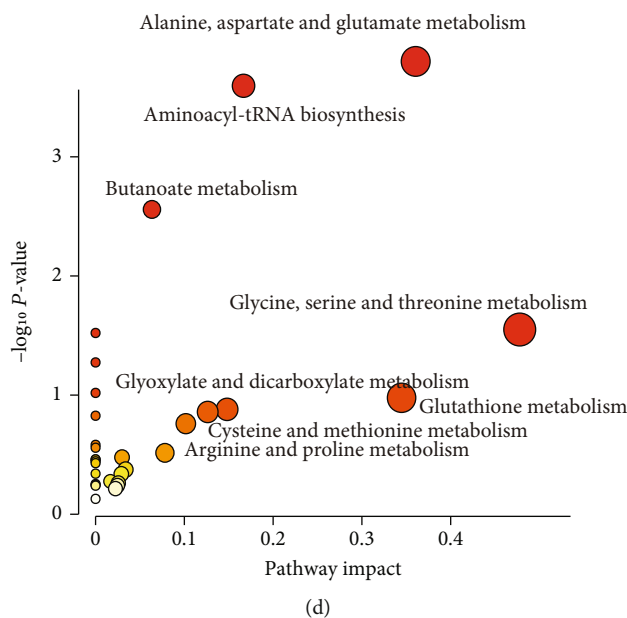 Alanine, aspartate and glutamate metabolism
Aminoacyl-tRNA biosynthesis
3
Butanoate metabolism
–log₁₀ P-value
2
Glycine, serine and threonine metabolism
1
Glyoxylate and dicarboxylate metabolism
Glutathione metabolism
Cysteine and methionine metabolism
Arginine and proline metabolism
0
0 0.1 0.2 0.3 0.4
Pathway impact
(d)